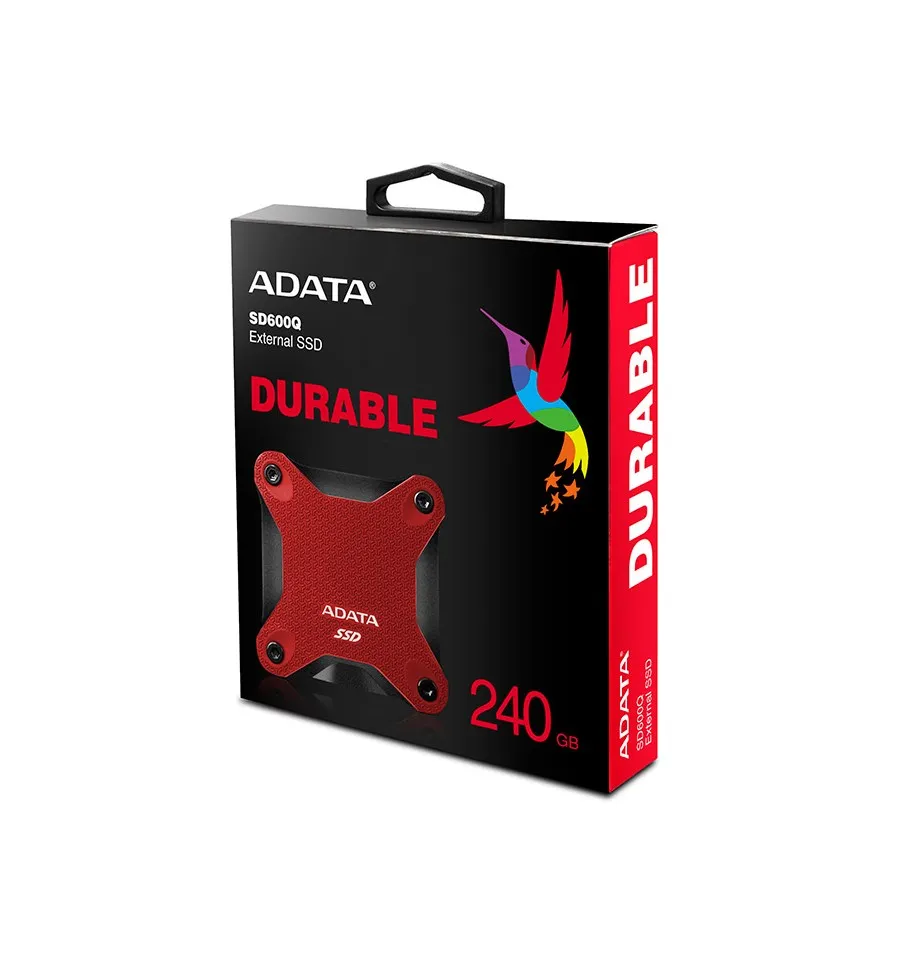 ADATA®
SD600Q
External SSD
DURABLE
ADATA
SSD
240 GB
DURABLE
ADATA®
SD600Q
External SSD